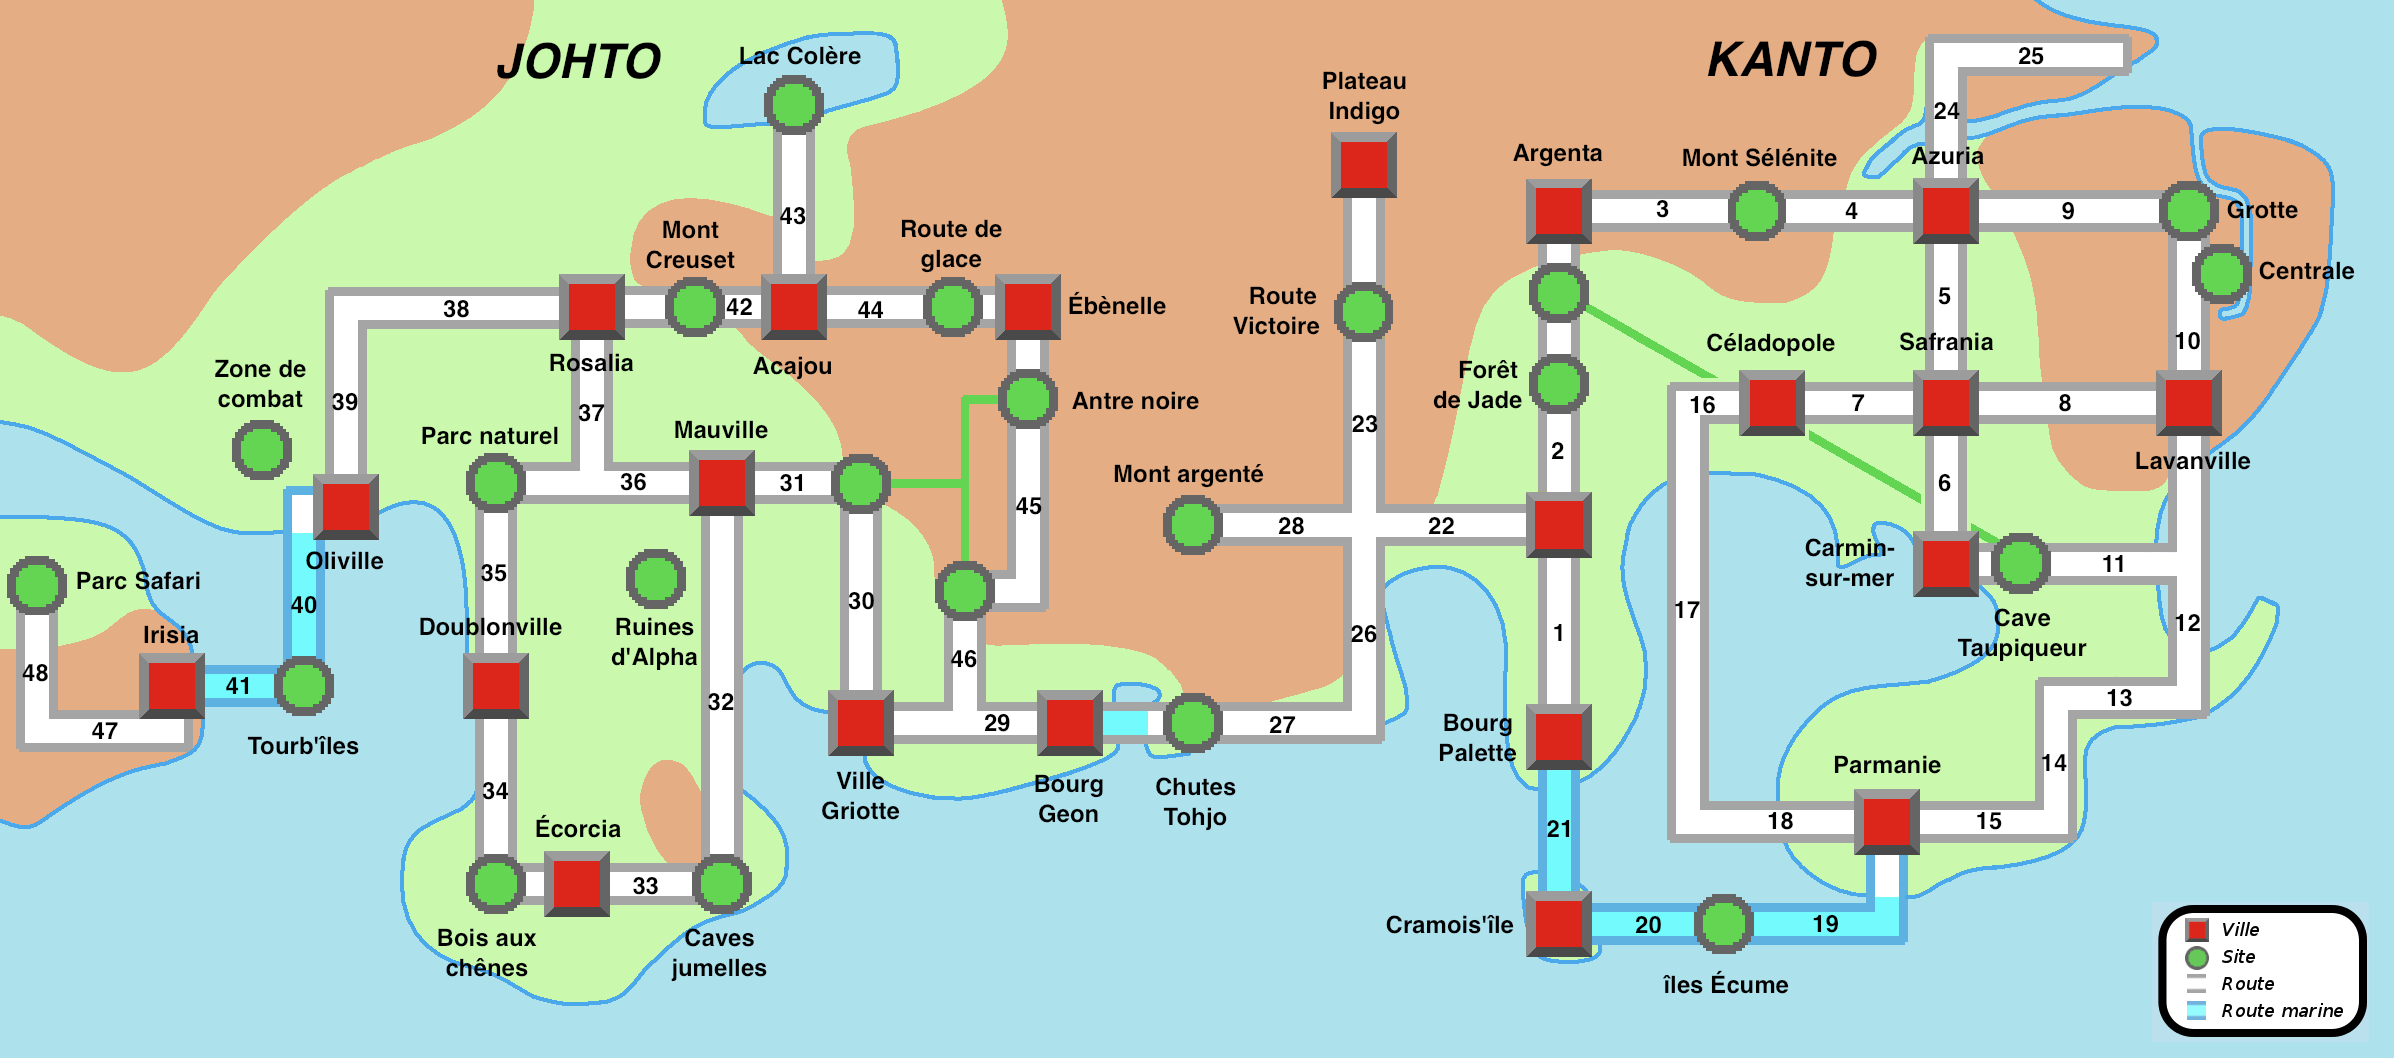 JOHTO
KANTO
Lac Colère
25
Plateau
Indigo
24
Argenta
Mont Sélénite
Azuria
43
3
4
9
Grotte
Mont
Creuset
Route de
glace
Centrale
38
42
44
Ébènelle
Route
Victoire
5
10
Rosalia
Acajou
Céladopole
Safrania
Zone de
combat
39
37
Antre noire
Forêt
de Jade
16
7
8
Parc naturel
Mauville
23
2
Lavanville
36
31
45
Mont argenté
6
28
22
Oliville
Carmin-
sur-mer
11
Parc Safari
35
40
30
17
Cave
Taupiqueur
12
Irisia
Doublonville
Ruines
d'Alpha
46
26
1
48
41
32
13
47
29
27
Bourg
Palette
Tourb'îles
34
Ville
Griotte
Bourg
Geon
Chutes
Tohjo
Parmanie
14
Écorcia
21
18
15
33
Bois aux
chênes
Caves
jumelles
Cramois'île
20
19
îles Écume
Ville
Site
Route
Route marine